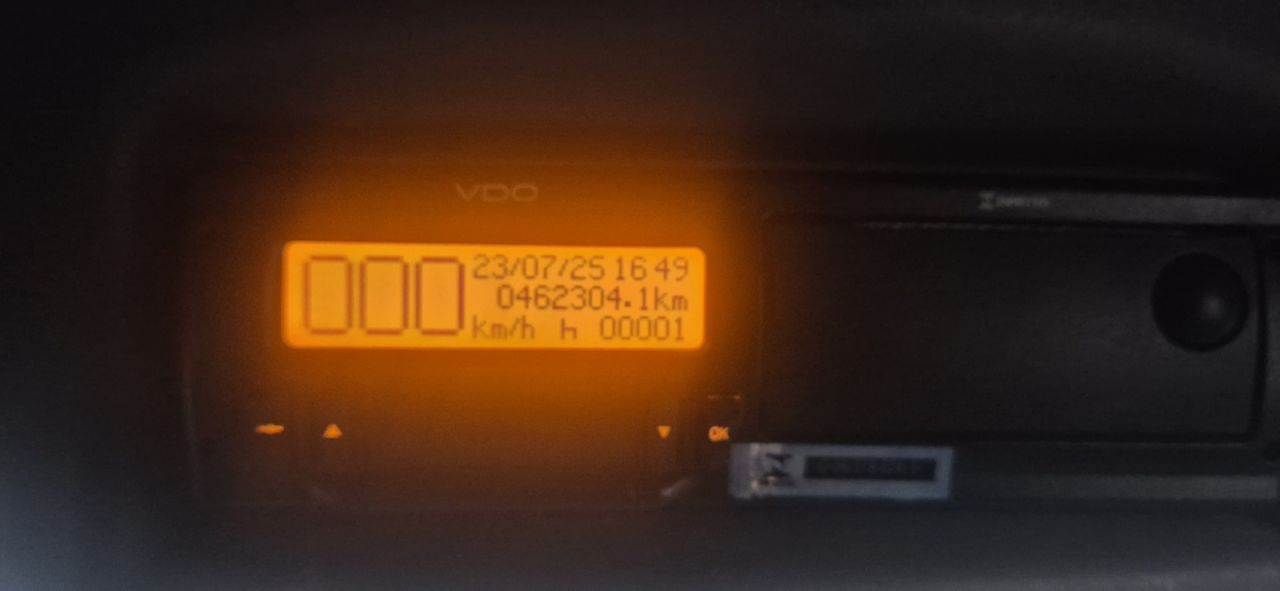 VDO
000
23/07/25 16 49
0462304.1km
km/h h 00001
OK